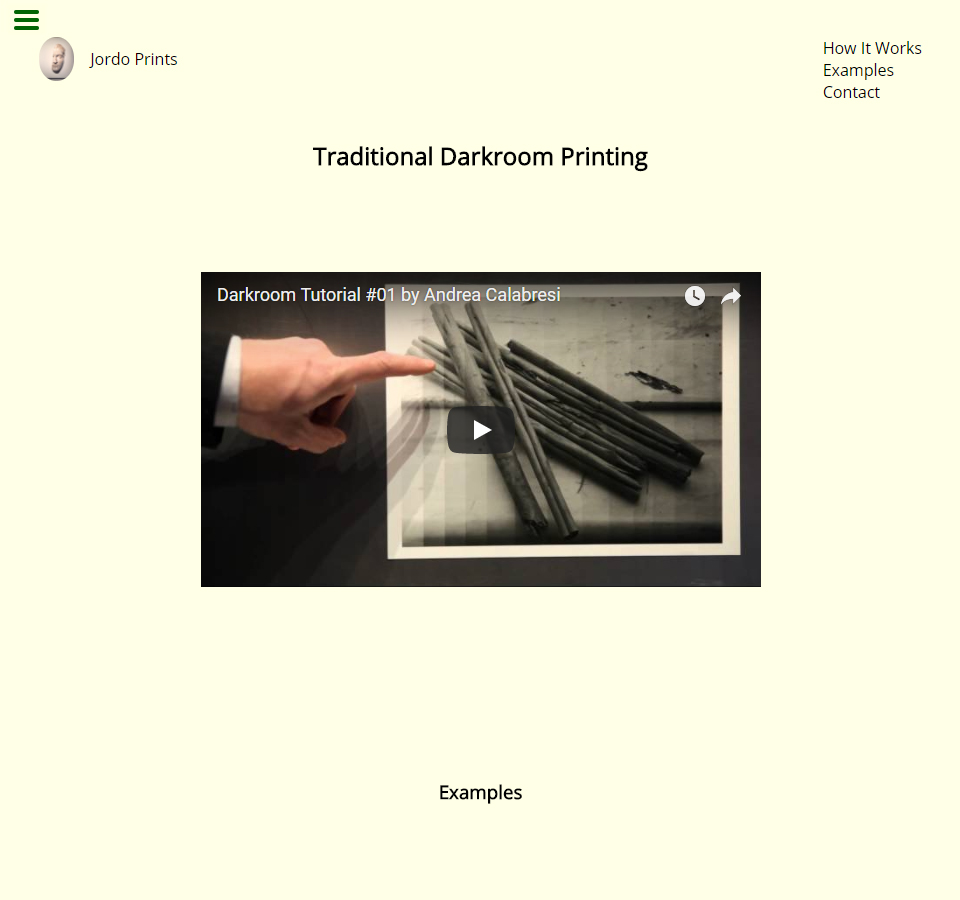 Jordo Prints
How It Works
Examples
Contact
Traditional Darkroom Printing
Darkroom Tutorial #01 by Andrea Calabresi
Examples